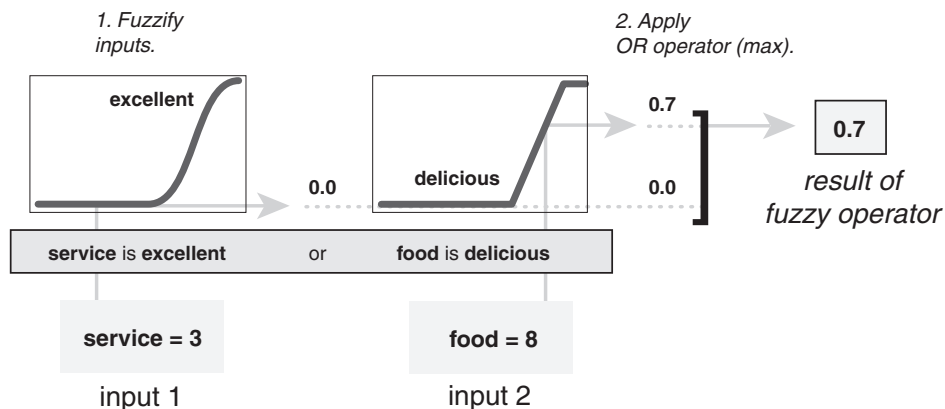 1. Fuzzify
inputs.
2. Apply
OR operator (max).
excellent
0.0
delicious
0.7
0.0
0.7
result of
fuzzy operator
service is excellent or food is delicious
service = 3
food = 8
input 1
input 2